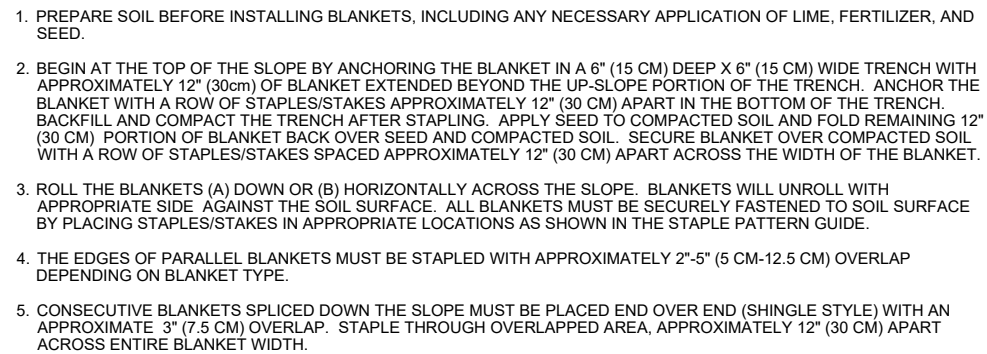 1. PREPARE SOIL BEFORE INSTALLING BLANKETS, INCLUDING ANY NECESSARY APPLICATION OF LIME, FERTILIZER, AND
SEED.
2. BEGIN AT THE TOP OF THE SLOPE BY ANCHORING THE BLANKET IN A 6" (15 CM) DEEP X 6" (15 CM) WIDE TRENCH WITH
APPROXIMATELY 12" (30cm) OF BLANKET EXTENDED BEYOND THE UP-SLOPE PORTION OF THE TRENCH. ANCHOR THE
BLANKET WITH A ROW OF STAPLES/STAKES APPROXIMATELY 12" (30 CM) APART IN THE BOTTOM OF THE TRENCH.
BACKFILL AND COMPACT THE TRENCH AFTER STAPLING. APPLY SEED TO COMPACTED SOIL AND FOLD REMAINING 12"
(30 CM) PORTION OF BLANKET BACK OVER SEED AND COMPACTED SOIL. SECURE BLANKET OVER COMPACTED SOIL
WITH A ROW OF STAPLES/STAKES SPACED APPROXIMATELY 12" (30 CM) APART ACROSS THE WIDTH OF THE BLANKET.
3. ROLL THE BLANKETS (A) DOWN OR (B) HORIZONTALLY ACROSS THE SLOPE. BLANKETS WILL UNROLL WITH
APPROPRIATE SIDE AGAINST THE SOIL SURFACE. ALL BLANKETS MUST BE SECURELY FASTENED TO SOIL SURFACE
BY PLACING STAPLES/STAKES IN APPROPRIATE LOCATIONS AS SHOWN IN THE STAPLE PATTERN GUIDE.
4. THE EDGES OF PARALLEL BLANKETS MUST BE STAPLED WITH APPROXIMATELY 2"-5" (5 CM-12.5 CM) OVERLAP
DEPENDING ON BLANKET TYPE.
5. CONSECUTIVE BLANKETS SPLICED DOWN THE SLOPE MUST BE PLACED END OVER END (SHINGLE STYLE) WITH AN
APPROXIMATE 3" (7.5 CM) OVERLAP. STAPLE THROUGH OVERLAPPED AREA, APPROXIMATELY 12" (30 CM) APART
ACROSS ENTIRE BLANKET WIDTH.